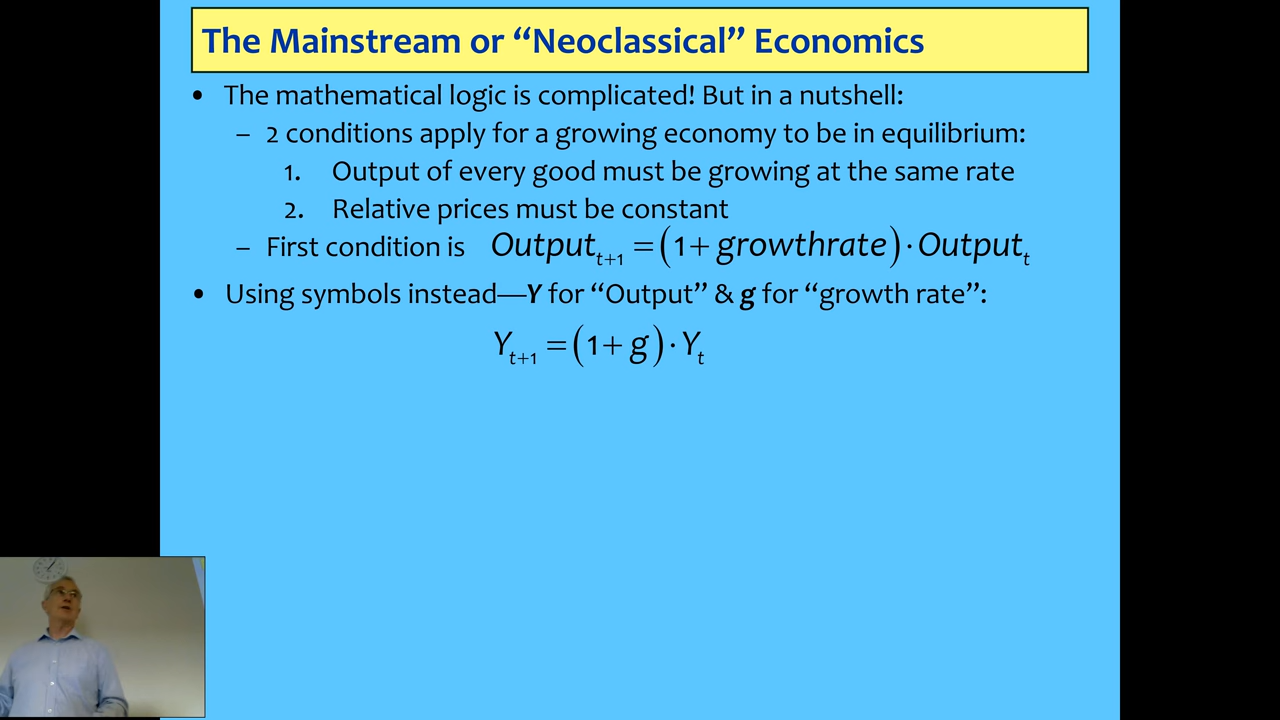 The Mainstream or “Neoclassical” Economics
• The mathematical logic is complicated! But in a nutshell:
– 2 conditions apply for a growing economy to be in equilibrium:
1. Output of every good must be growing at the same rate
2. Relative prices must be constant
– First condition is Output_{t+1} = (1+ growthrate) · Output_t
• Using symbols instead—Y for “Output” & g for “growth rate”:
Y_{t+1} = (1+ g) · Y_t